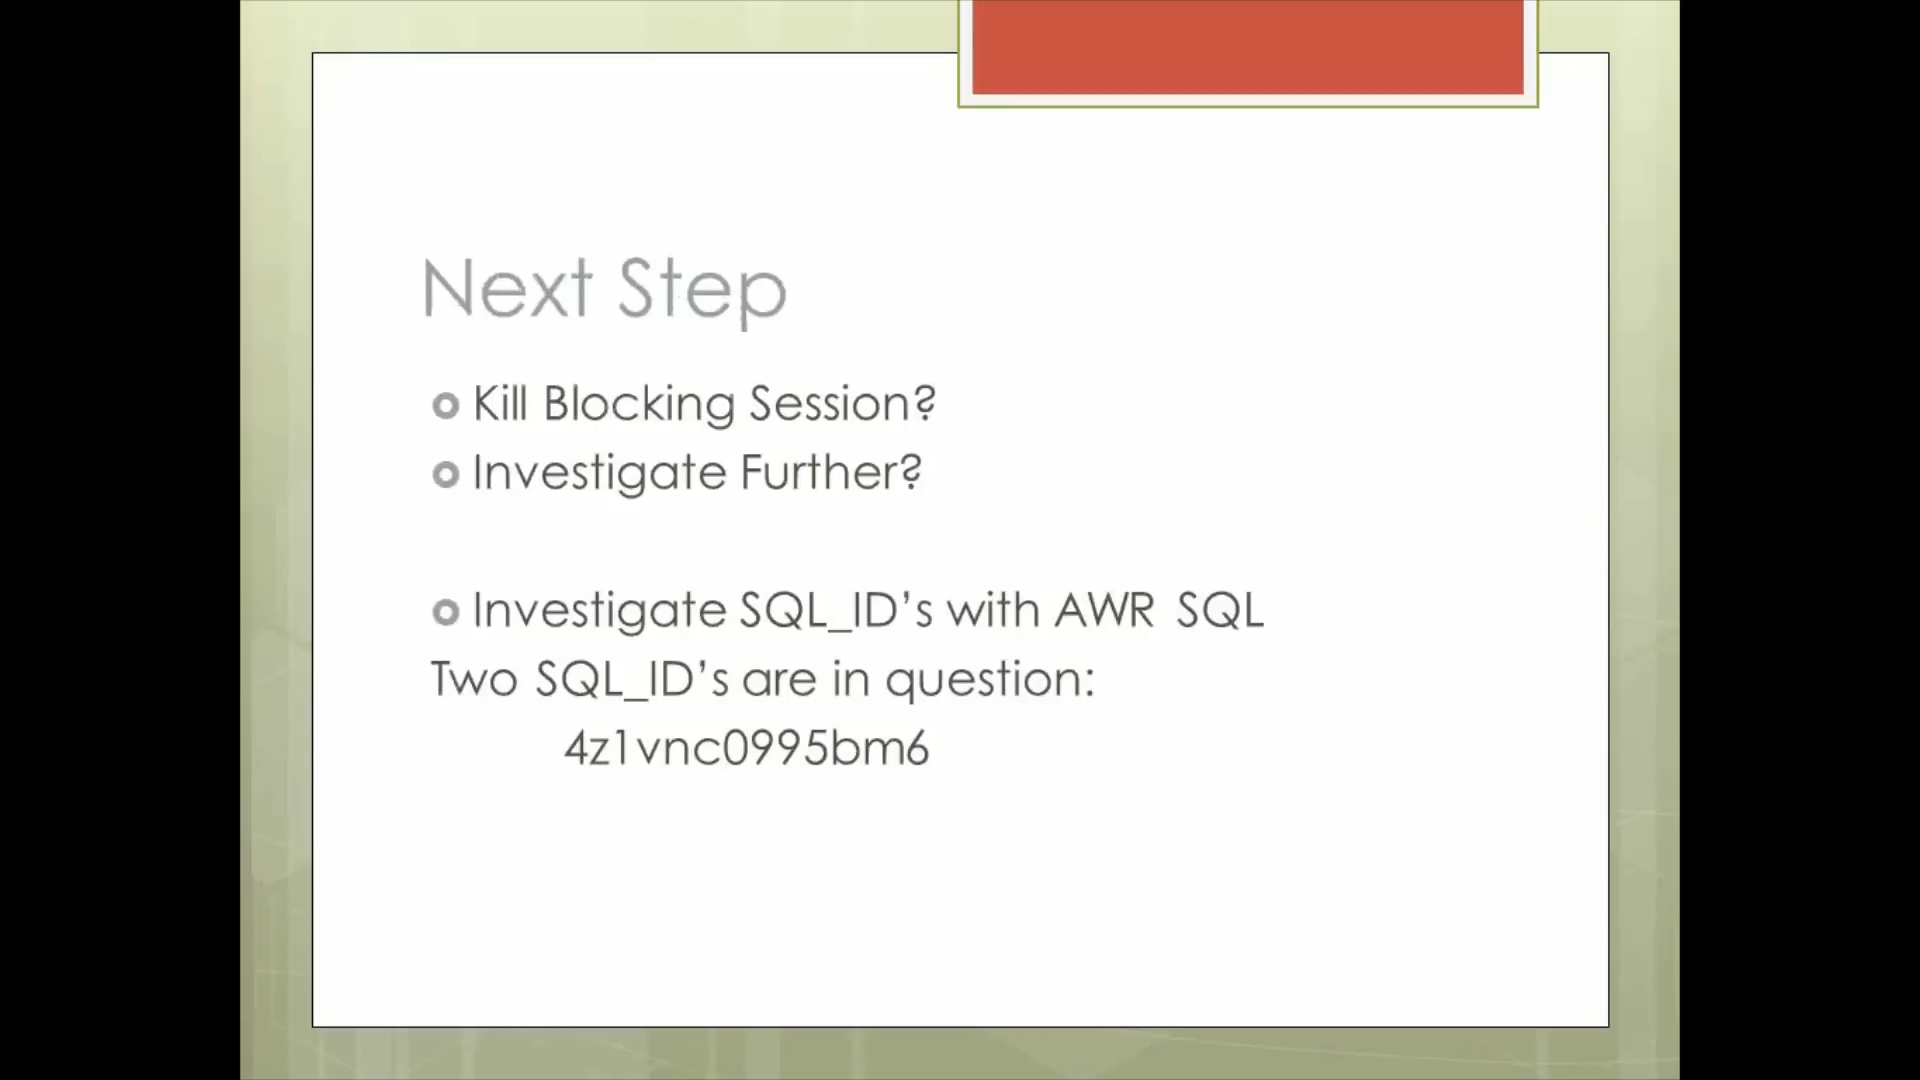 Next Step
Kill Blocking Session?
Investigate Further?
Investigate SQL_ID’s with AWR SQL
Two SQL_ID’s are in question:
4z1vnc0995bm6